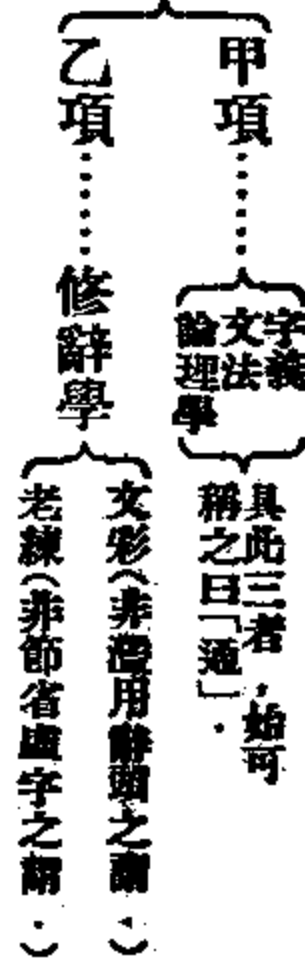 甲項……
字義
文法
論理學
具此三者,始可
稱之曰「通」.
乙項……修辭學
文彩(非濫用辭頭之謂.)
老練(非節省虛字之謂.)